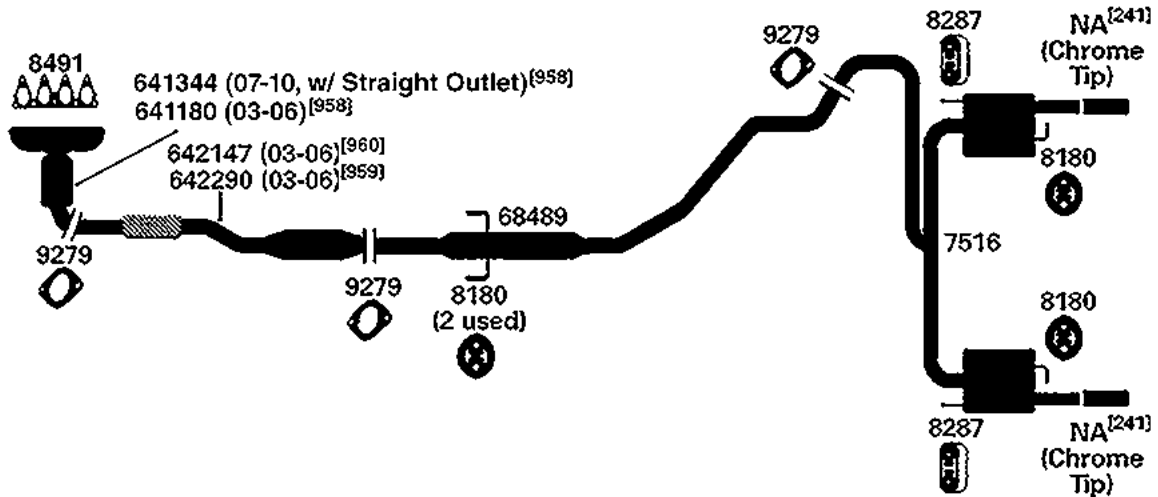 8491
641344 (07-10, w/ Straight Outlet)[958]
641180 (03-06)[958]
642147 (03-06)[960]
642290 (03-06)[959]
9279
9279
68489
8180
(2 used)
9279
8287
NA[241]
(Chrome
Tip)
8180
7516
8180
8287
NA[241]
(Chrome
Tip)